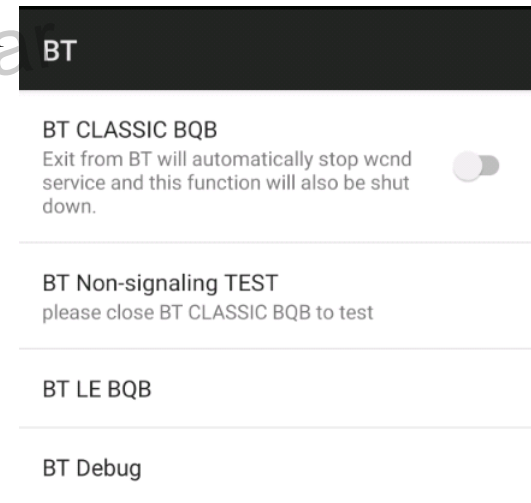 BT
BT CLASSIC BQB
Exit from BT will automatically stop wcnd
service and this function will also be shut
down.
BT Non-signaling TEST
please close BT CLASSIC BQB to test
BT LE BQB
BT Debug